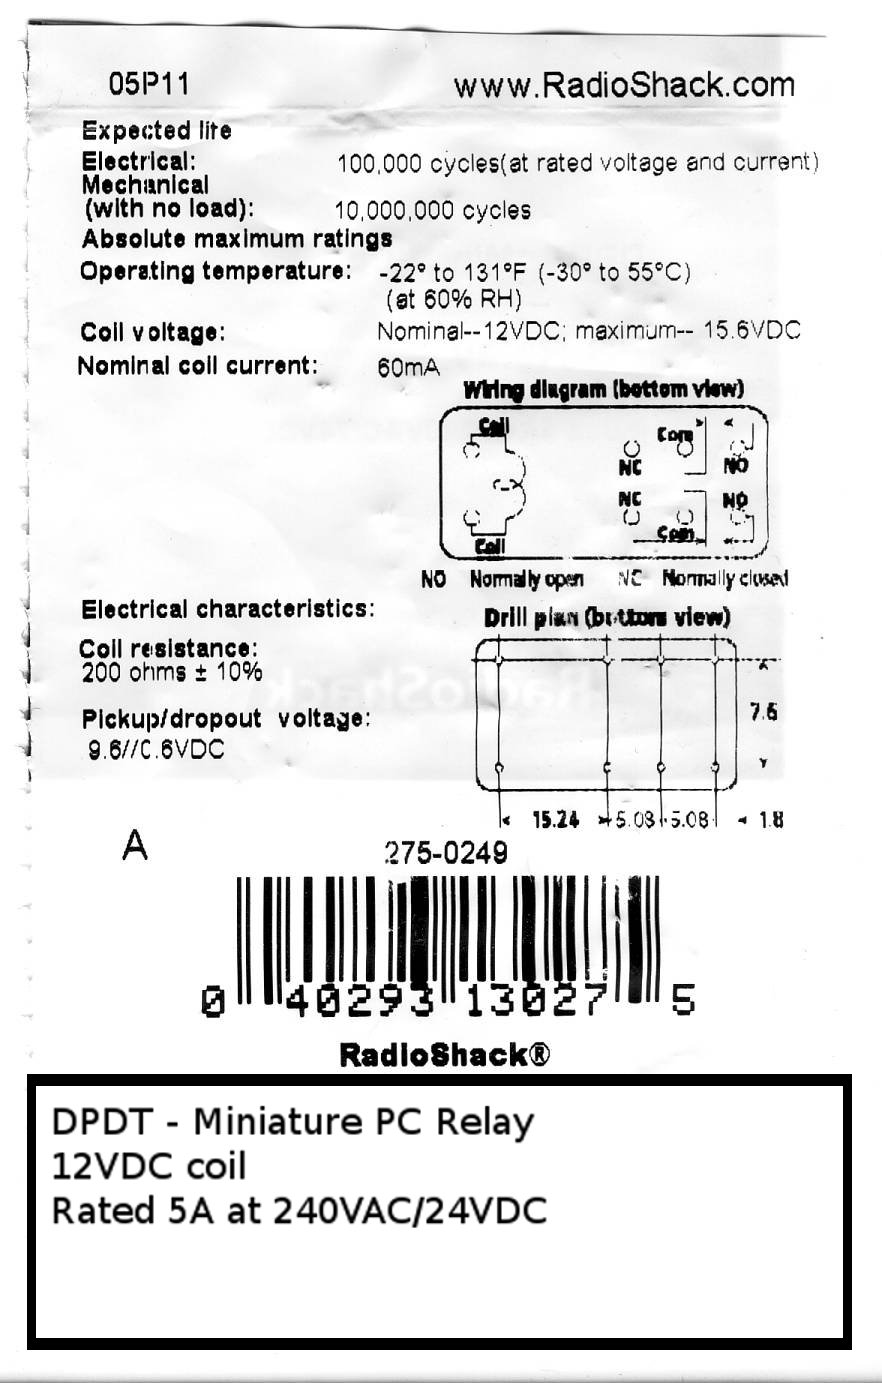 05P11 www.RadioShack.com
Expected life
Electrical: 100,000 cycles(at rated voltage and current)
Mechanical
(with no load): 10,000,000 cycles
Absolute maximum ratings
Operating temperature: -22° to 131°F (-30° to 55°C)
(at 60% RH)
Coil voltage: Nominal--12VDC; maximum-- 15.6VDC
Nominal coil current: 60mA
Wiring diagram (bottom view)
Coil
Com
NC NO
NC NO
Com
Coil
NO Normally open NC Normally closed
Electrical characteristics:
Drill plan (bottom view)
Coil resistance:
200 ohms ± 10%
7.6
Pickup/dropout voltage:
9.6//0.6VDC
15.24 5.08 5.08 1.8
A
275-0249
0 40293 13027 5
RadioShack®
DPDT - Miniature PC Relay
12VDC coil
Rated 5A at 240VAC/24VDC